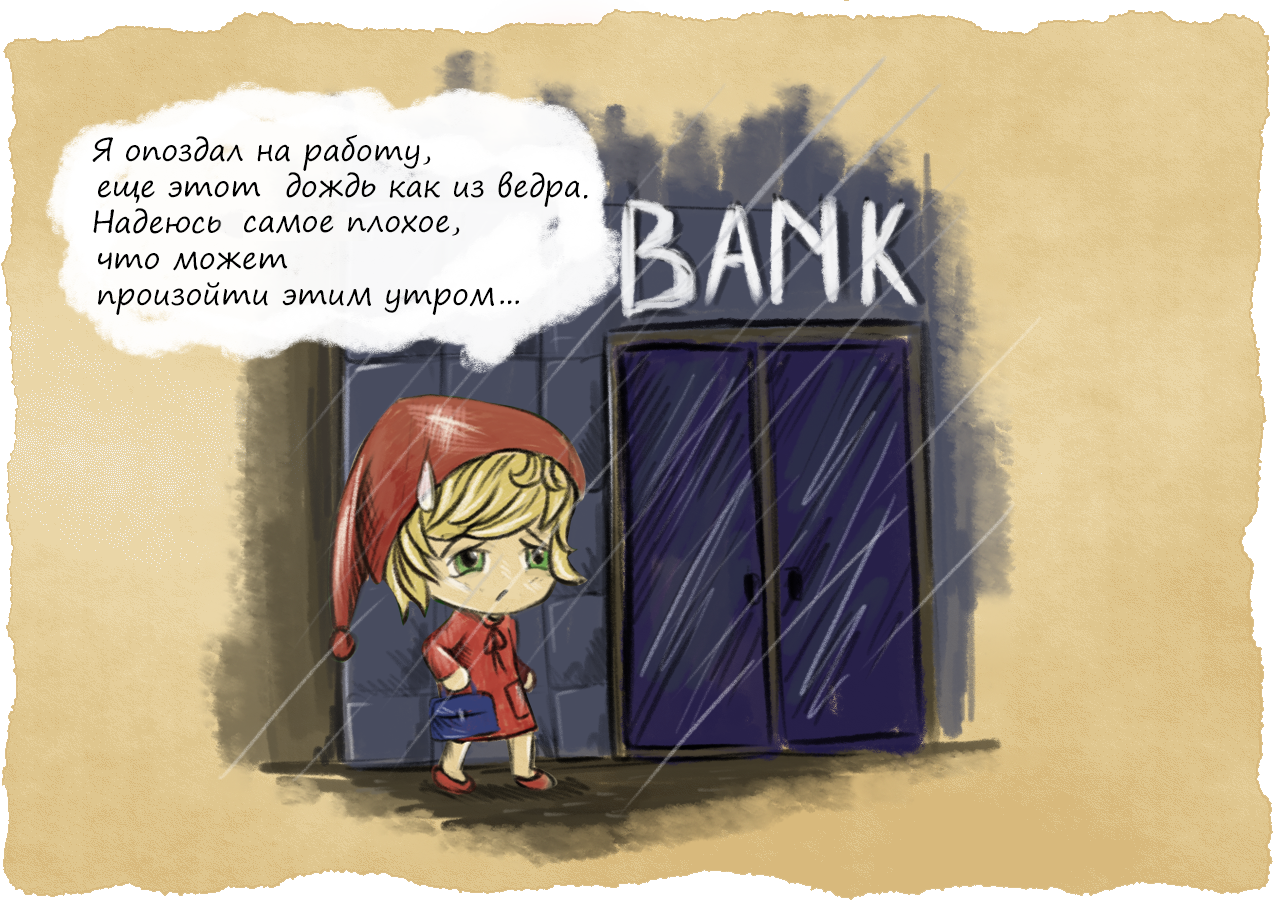 Я опоздал на работу,
еще этот дождь как из ведра.
Надеюсь самое плохое,
что может
произойти этим утром...
BANK